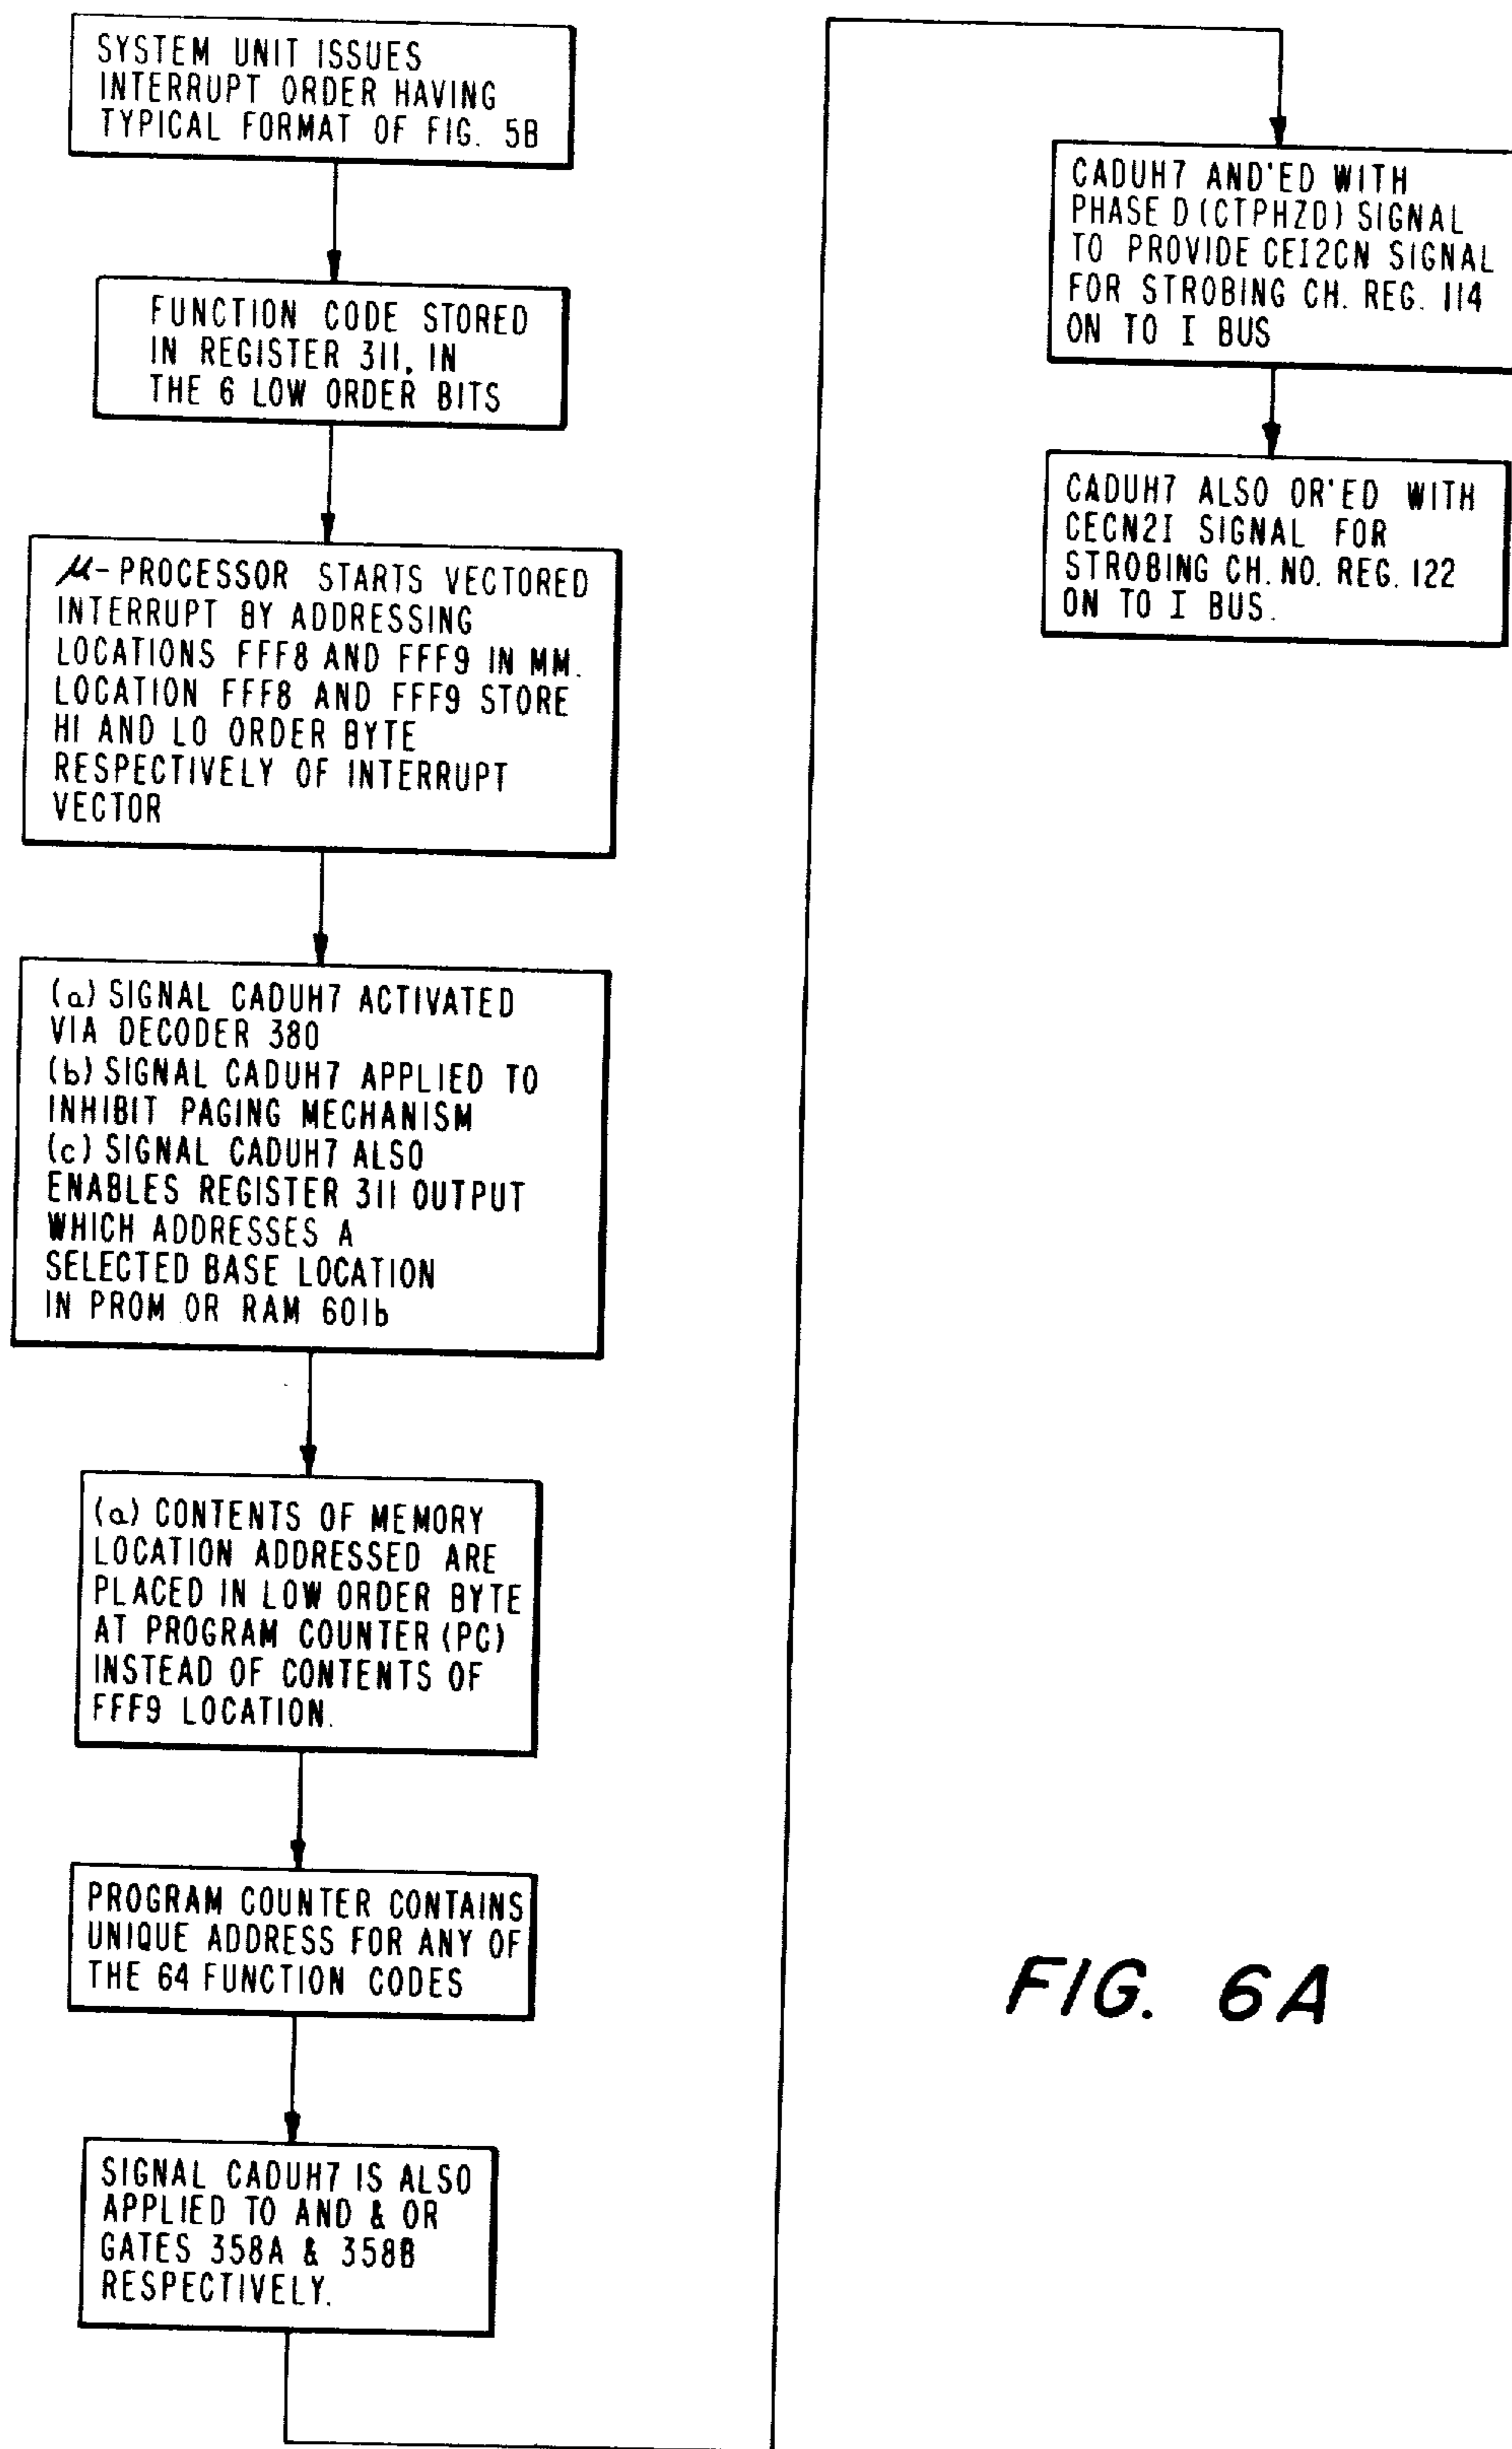 SYSTEM UNIT ISSUES
INTERRUPT ORDER HAVING
TYPICAL FORMAT OF FIG. 5B
FUNCTION CODE STORED
IN REGISTER 311, IN
THE 6 LOW ORDER BITS
µ-PROCESSOR STARTS VECTORED
INTERRUPT BY ADDRESSING
LOCATIONS FFF8 AND FFF9 IN MM.
LOCATION FFF8 AND FFF9 STORE
HI AND LO ORDER BYTE
RESPECTIVELY OF INTERRUPT
VECTOR
(a) SIGNAL CADUH7 ACTIVATED
VIA DECODER 380
(b) SIGNAL CADUH7 APPLIED TO
INHIBIT PAGING MECHANISM
(c) SIGNAL CADUH7 ALSO
ENABLES REGISTER 311 OUTPUT
WHICH ADDRESSES A
SELECTED BASE LOCATION
IN PROM OR RAM 601b
(a) CONTENTS OF MEMORY
LOCATION ADDRESSED ARE
PLACED IN LOW ORDER BYTE
AT PROGRAM COUNTER (PC)
INSTEAD OF CONTENTS OF
FFF9 LOCATION.
PROGRAM COUNTER CONTAINS
UNIQUE ADDRESS FOR ANY OF
THE 64 FUNCTION CODES
SIGNAL CADUH7 IS ALSO
APPLIED TO AND & OR
GATES 358A & 358B
RESPECTIVELY.
CADUH7 AND'ED WITH
PHASE D (CTPHZD) SIGNAL
TO PROVIDE CEI2CN SIGNAL
FOR STROBING CH. REG. 114
ON TO I BUS
CADUH7 ALSO OR'ED WITH
CECN2I SIGNAL FOR
STROBING CH. NO. REG. 122
ON TO I BUS.
FIG. 6A